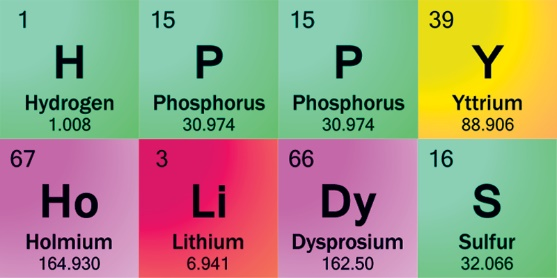 1 15 15 39
H P P Y
Hydrogen Phosphorus Phosphorus Yttrium
1.008 30.974 30.974 88.906
67 3 66 16
Ho Li Dy S
Holmium Lithium Dysprosium Sulfur
164.930 6.941 162.50 32.066